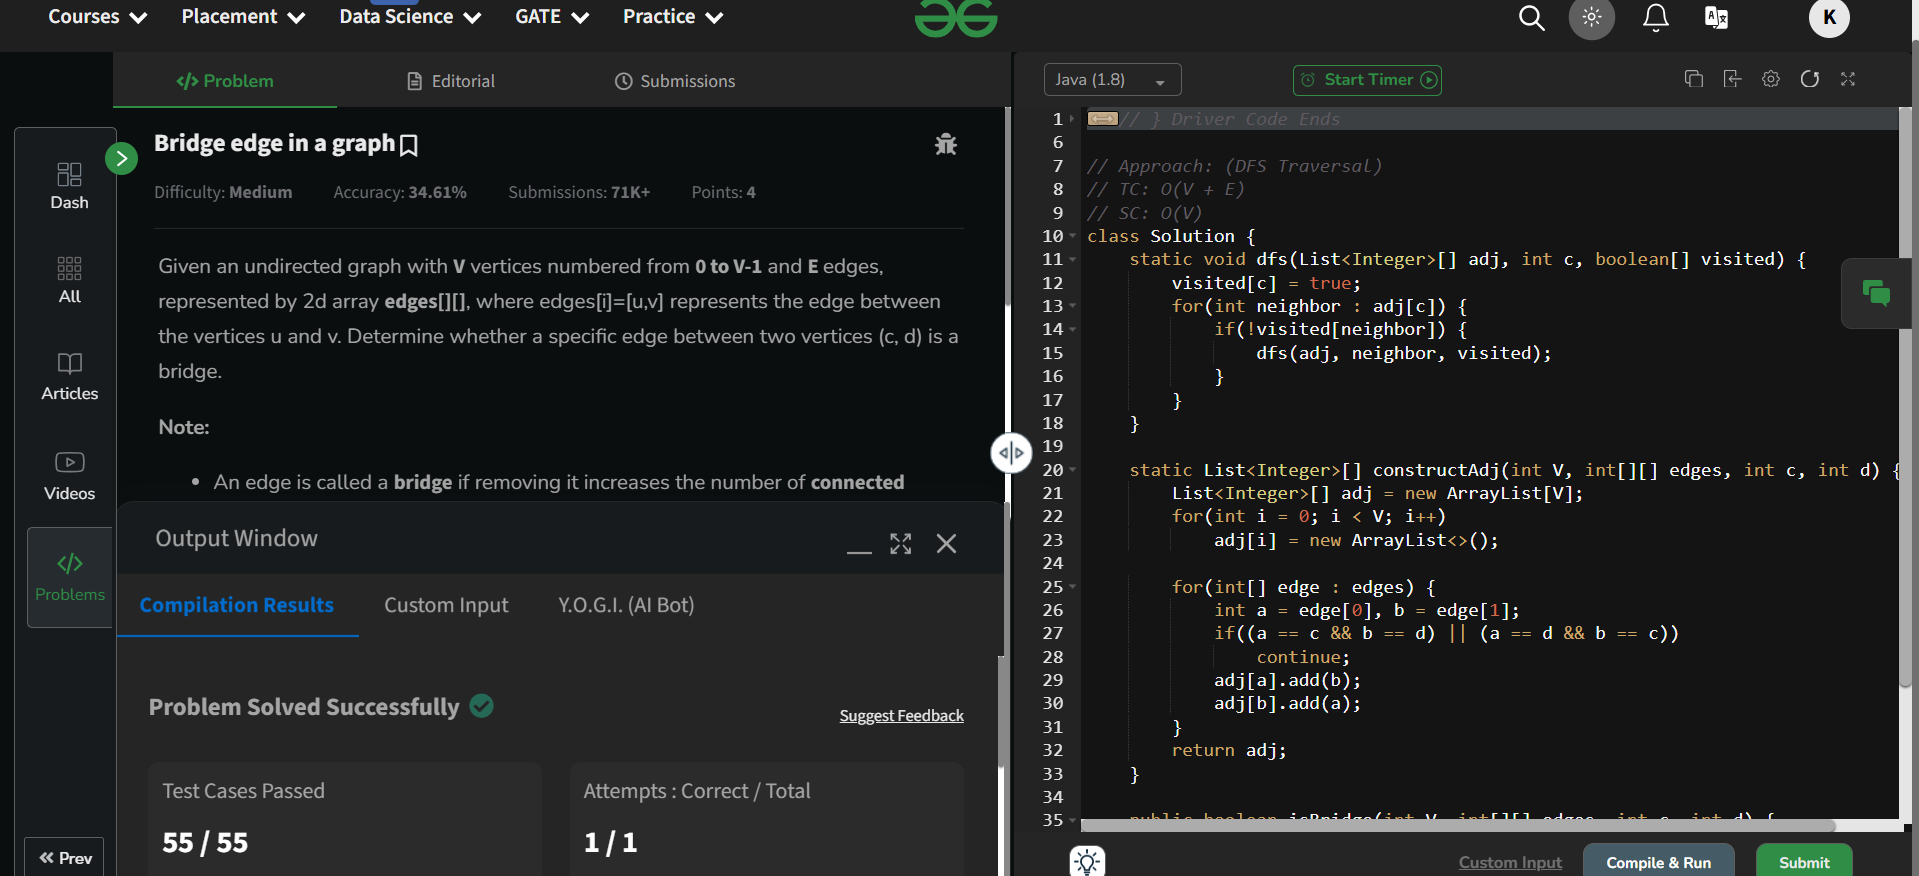 Courses
Placement
Data Science
GATE
Practice
K
Problem
Editorial
Submissions
Dash
All
Articles
Videos
Problems
Prev
Bridge edge in a graph
Difficulty: Medium Accuracy: 34.61% Submissions: 71K+ Points: 4
Given an undirected graph with V vertices numbered from 0 to V-1 and E edges,
represented by 2d array edges[][], where edges[i]=[u,v] represents the edge between
the vertices u and v. Determine whether a specific edge between two vertices (c, d) is a
bridge.
Note:
• An edge is called a bridge if removing it increases the number of connected
Output Window
Compilation Results
Custom Input
Y.O.G.I. (AI Bot)
Problem Solved Successfully
Suggest Feedback
Test Cases Passed
55 / 55
Attempts : Correct / Total
1 / 1
Java (1.8)
Start Timer
1 // } Driver Code Ends
6
7 // Approach: (DFS Traversal)
8 // TC: O(V + E)
9 // SC: O(V)
10 class Solution {
11 static void dfs(List<Integer>[] adj, int c, boolean[] visited) {
12 visited[c] = true;
13 for(int neighbor : adj[c]) {
14 if(!visited[neighbor]) {
15 dfs(adj, neighbor, visited);
16 }
17 }
18 }
19
20 static List<Integer>[] constructAdj(int V, int[][] edges, int c, int d) {
21 List<Integer>[] adj = new ArrayList[V];
22 for(int i = 0; i < V; i++)
23 adj[i] = new ArrayList<>();
24
25 for(int[] edge : edges) {
26 int a = edge[0], b = edge[1];
27 if((a == c && b == d) || (a == d && b == c))
28 continue;
29 adj[a].add(b);
30 adj[b].add(a);
31 }
32 return adj;
33 }
34
35 public boolean isBridge(int V, int[][] edges, int c, int d) {
Custom Input
Compile & Run
Submit